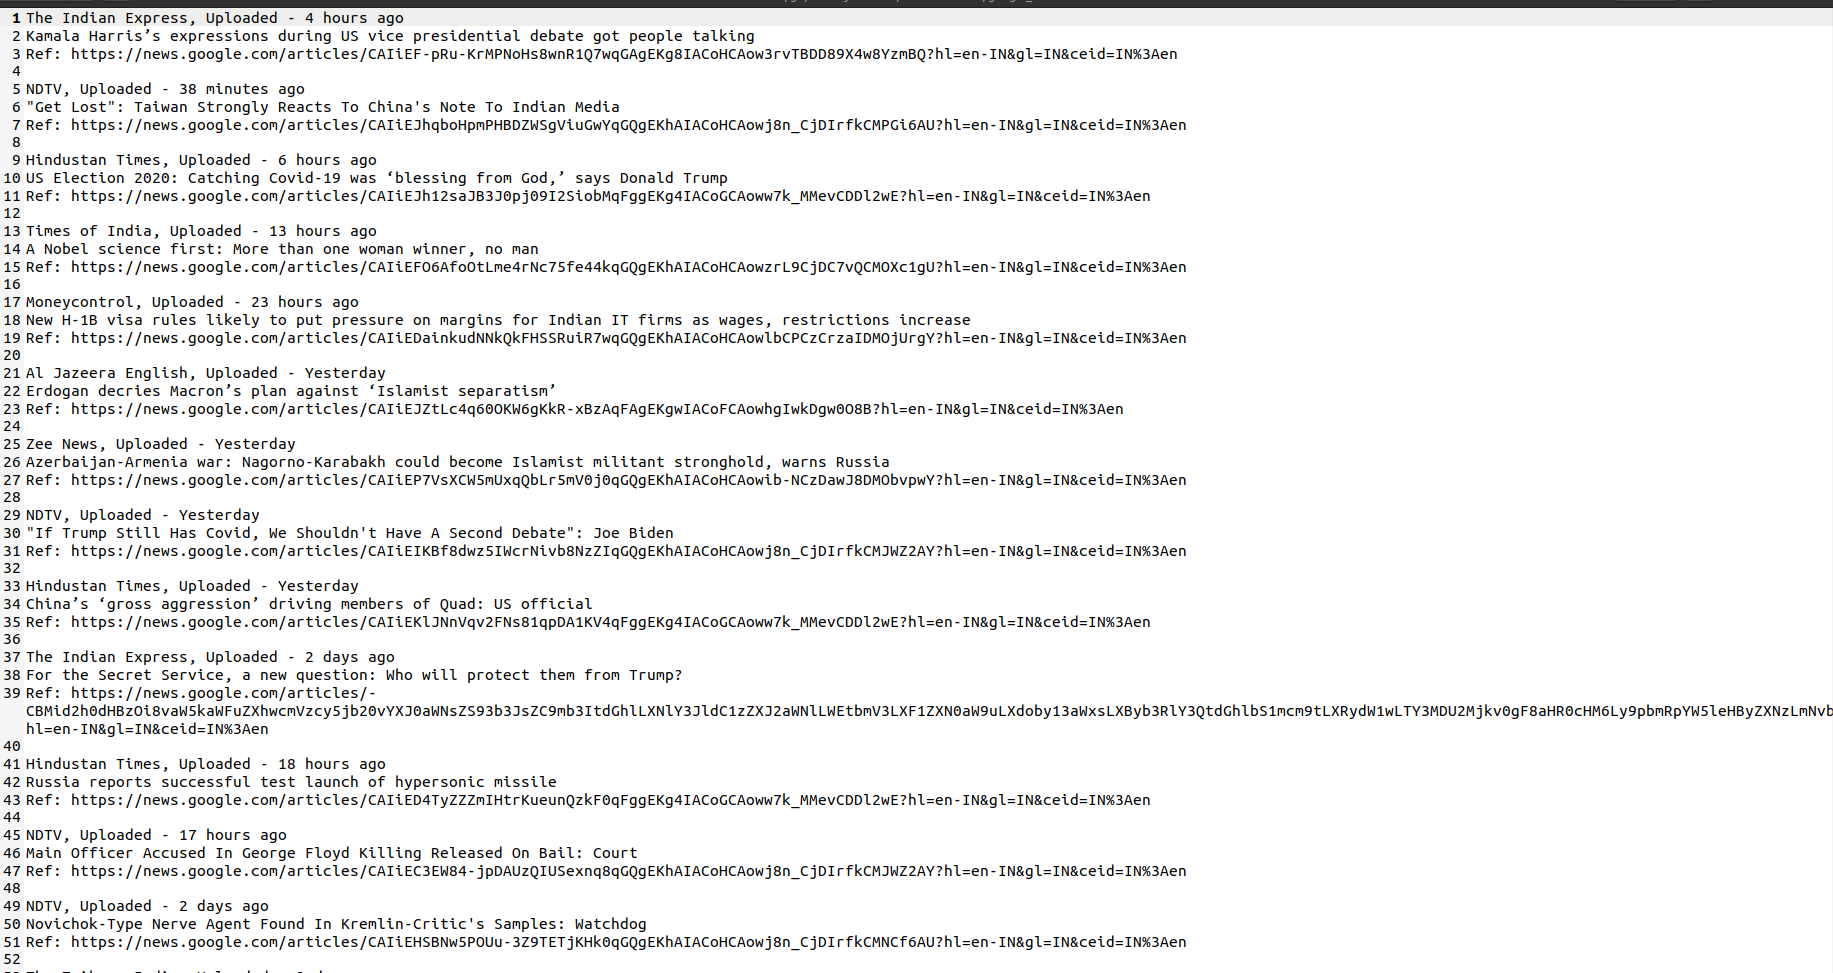 1 The Indian Express, Uploaded - 4 hours ago
2 Kamala Harris’s expressions during US vice presidential debate got people talking
3 Ref: https://news.google.com/articles/CAIiEF-pRu-KrMPNoHs8wnR1Q7wqGAgEKg8IACoHCAow3rvTBDD89X4w8YzmBQ?hl=en-IN&gl=IN&ceid=IN%3Aen
4
5 NDTV, Uploaded - 38 minutes ago
6 "Get Lost": Taiwan Strongly Reacts To China's Note To Indian Media
7 Ref: https://news.google.com/articles/CAIiEJhqboHpmPHBDZWSgViuGwYqGQgEKhAIACoHCAowj8n_CjDIrfkCMPGi6AU?hl=en-IN&gl=IN&ceid=IN%3Aen
8
9 Hindustan Times, Uploaded - 6 hours ago
10 US Election 2020: Catching Covid-19 was ‘blessing from God,’ says Donald Trump
11 Ref: https://news.google.com/articles/CAIiEJh12saJB3J0pj09I2SiobMqFggEKg4IACoGCAoww7k_MMevCDDl2wE?hl=en-IN&gl=IN&ceid=IN%3Aen
12
13 Times of India, Uploaded - 13 hours ago
14 A Nobel science first: More than one woman winner, no man
15 Ref: https://news.google.com/articles/CAIiEFO6AfoOtLme4rNc75fe44kqGQgEKhAIACoHCAowzrL9CjDC7vQCMOXc1gU?hl=en-IN&gl=IN&ceid=IN%3Aen
16
17 Moneycontrol, Uploaded - 23 hours ago
18 New H-1B visa rules likely to put pressure on margins for Indian IT firms as wages, restrictions increase
19 Ref: https://news.google.com/articles/CAIiEDainkudNNkQkFHSSRuiR7wqGQgEKhAIACoHCAowlbCPCzCrzaIDMOjUrgY?hl=en-IN&gl=IN&ceid=IN%3Aen
20
21 Al Jazeera English, Uploaded - Yesterday
22 Erdogan decries Macron’s plan against ‘Islamist separatism’
23 Ref: https://news.google.com/articles/CAIiEJZtLc4q60OKW6gKkR-xBzAqFAgEKgwIACoFCAowhgIwkDgw0O8B?hl=en-IN&gl=IN&ceid=IN%3Aen
24
25 Zee News, Uploaded - Yesterday
26 Azerbaijan-Armenia war: Nagorno-Karabakh could become Islamist militant stronghold, warns Russia
27 Ref: https://news.google.com/articles/CAIiEP7VsXCW5mUxqQbLr5mV0j0qGQgEKhAIACoHCAowib-NCzDawJ8DMObvpwY?hl=en-IN&gl=IN&ceid=IN%3Aen
28
29 NDTV, Uploaded - Yesterday
30 "If Trump Still Has Covid, We Shouldn't Have A Second Debate": Joe Biden
31 Ref: https://news.google.com/articles/CAIiEIKBf8dwz5IWcrNivb8NzZIqGQgEKhAIACoHCAowj8n_CjDIrfkCMJWZ2AY?hl=en-IN&gl=IN&ceid=IN%3Aen
32
33 Hindustan Times, Uploaded - Yesterday
34 China’s ‘gross aggression’ driving members of Quad: US official
35 Ref: https://news.google.com/articles/CAIiEKlJNnVqv2FNs81qpDA1KV4qFggEKg4IACoGCAoww7k_MMevCDDl2wE?hl=en-IN&gl=IN&ceid=IN%3Aen
36
37 The Indian Express, Uploaded - 2 days ago
38 For the Secret Service, a new question: Who will protect them from Trump?
39 Ref: https://news.google.com/articles/-
CBMid2h0dHBzOi8vaW5kaWFuZXhwcmVzcy5jb20vYXJ0aWNsZS93b3JsZC9mb3ItdGhlLXNlY3JldC1zZXJ2aWNlLWEtbmV3LXF1ZXN0aW9uLXdoby13aWxsLXByb3RlY3QtdGhlbS1mcm9tLXRydW1wLTY3MDU2Mjkv0gF8aHR0cHM6Ly9pbmRpYW5leHByZXNzLmNvb
hl=en-IN&gl=IN&ceid=IN%3Aen
40
41 Hindustan Times, Uploaded - 18 hours ago
42 Russia reports successful test launch of hypersonic missile
43 Ref: https://news.google.com/articles/CAIiED4TyZZZmIHtrKueunQzkF0qFggEKg4IACoGCAoww7k_MMevCDDl2wE?hl=en-IN&gl=IN&ceid=IN%3Aen
44
45 NDTV, Uploaded - 17 hours ago
46 Main Officer Accused In George Floyd Killing Released On Bail: Court
47 Ref: https://news.google.com/articles/CAIiEC3EW84-jpDAUzQIUSexnq8qGQgEKhAIACoHCAowj8n_CjDIrfkCMJWZ2AY?hl=en-IN&gl=IN&ceid=IN%3Aen
48
49 NDTV, Uploaded - 2 days ago
50 Novichok-Type Nerve Agent Found In Kremlin-Critic's Samples: Watchdog
51 Ref: https://news.google.com/articles/CAIiEHSBNw5POUu-3Z9TETjKHk0qGQgEKhAIACoHCAowj8n_CjDIrfkCMNCf6AU?hl=en-IN&gl=IN&ceid=IN%3Aen
52